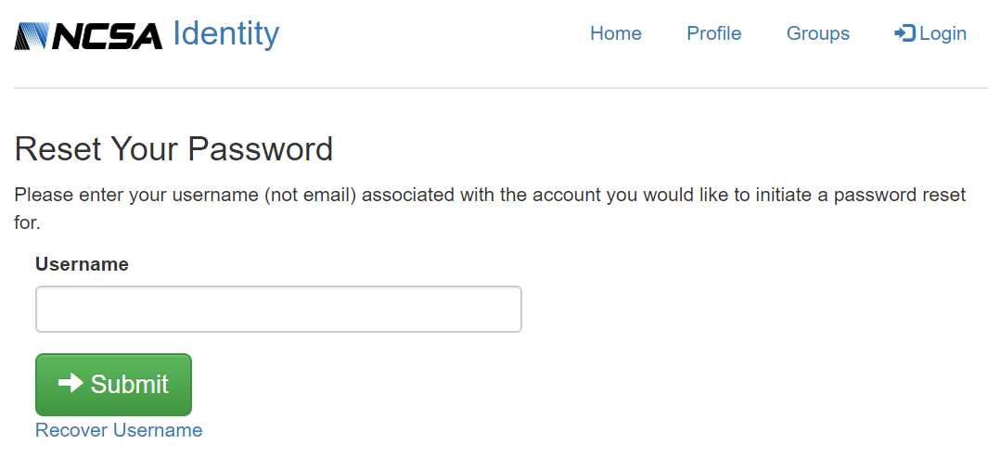 NCSA Identity
Home Profile Groups Login
Reset Your Password
Please enter your username (not email) associated with the account you would like to initiate a password reset
for.
Username
Submit
Recover Username